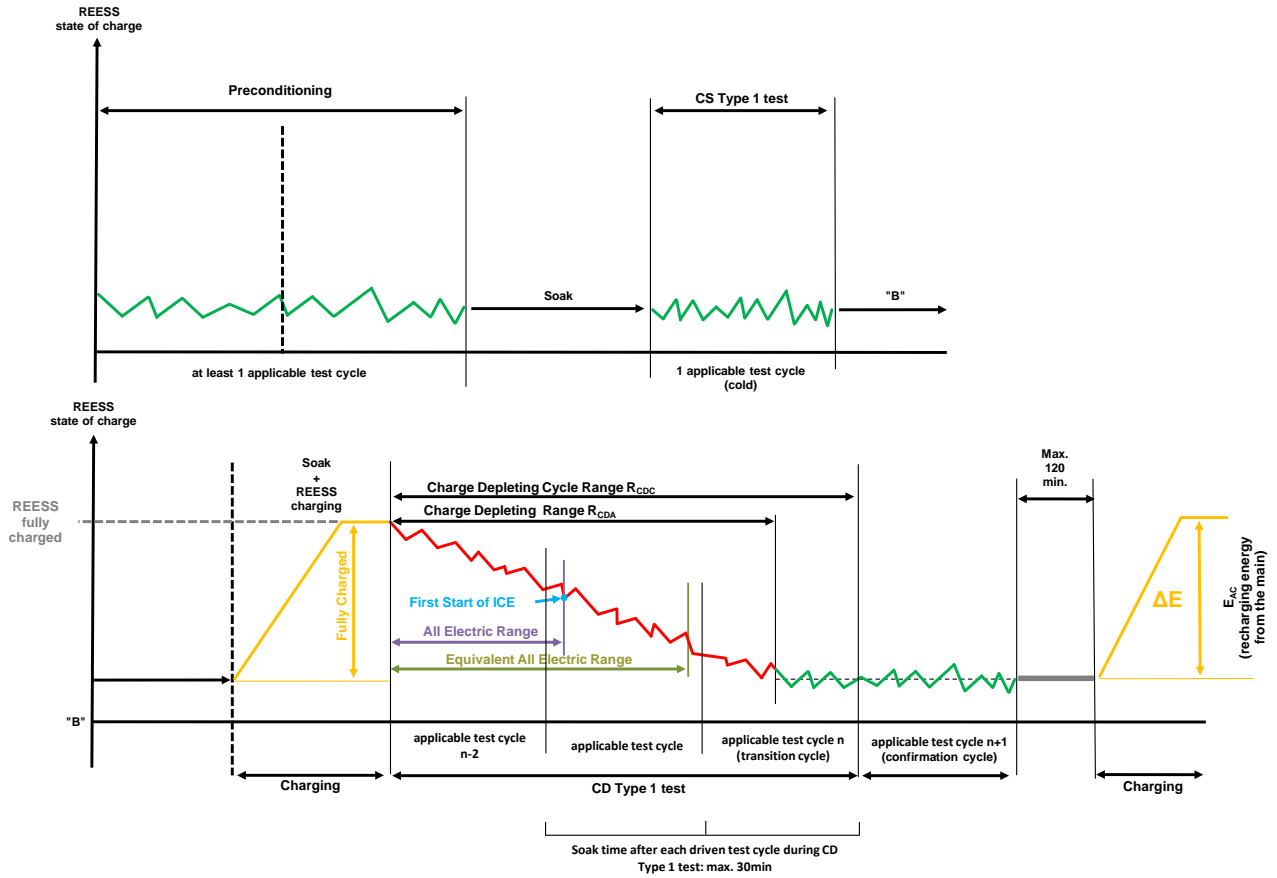 REESS
state of charge
Preconditioning
CS Type 1 test
Soak
"B"
at least 1 applicable test cycle
1 applicable test cycle
(cold)
REESS
state of charge
Soak
+
REESS
charging
Max.
120
min.
REESS
fully
charged
Charge Depleting Cycle Range RCDC
Charge Depleting Range RCDA
Fully Charged
First Start of ICE
All Electric Range
Equivalent All Electric Range
ΔE
EAC
(recharging energy
from the main)
"B"
applicable test cycle
n-2
applicable test cycle
applicable test cycle n
(transition cycle)
applicable test cycle n+1
(confirmation cycle)
Charging
CD Type 1 test
Charging
Soak time after each driven test cycle during CD
Type 1 test: max. 30min